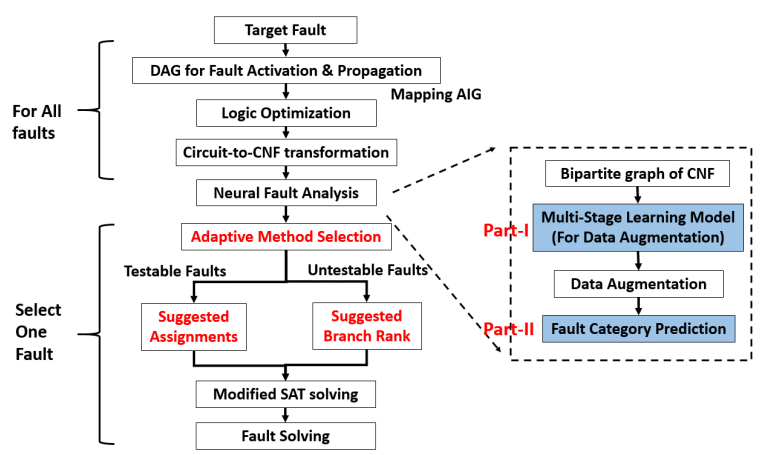 Target Fault
DAG for Fault Activation & Propagation
Mapping AIG
For All
faults
Logic Optimization
Circuit-to-CNF transformation
Neural Fault Analysis
Select
One
Fault
Adaptive Method Selection
Testable Faults
Untestable Faults
Suggested
Assignments
Suggested
Branch Rank
Modified SAT solving
Fault Solving
Bipartite graph of CNF
Part-I
Multi-Stage Learning Model
(For Data Augmentation)
Data Augmentation
Part-II
Fault Category Prediction